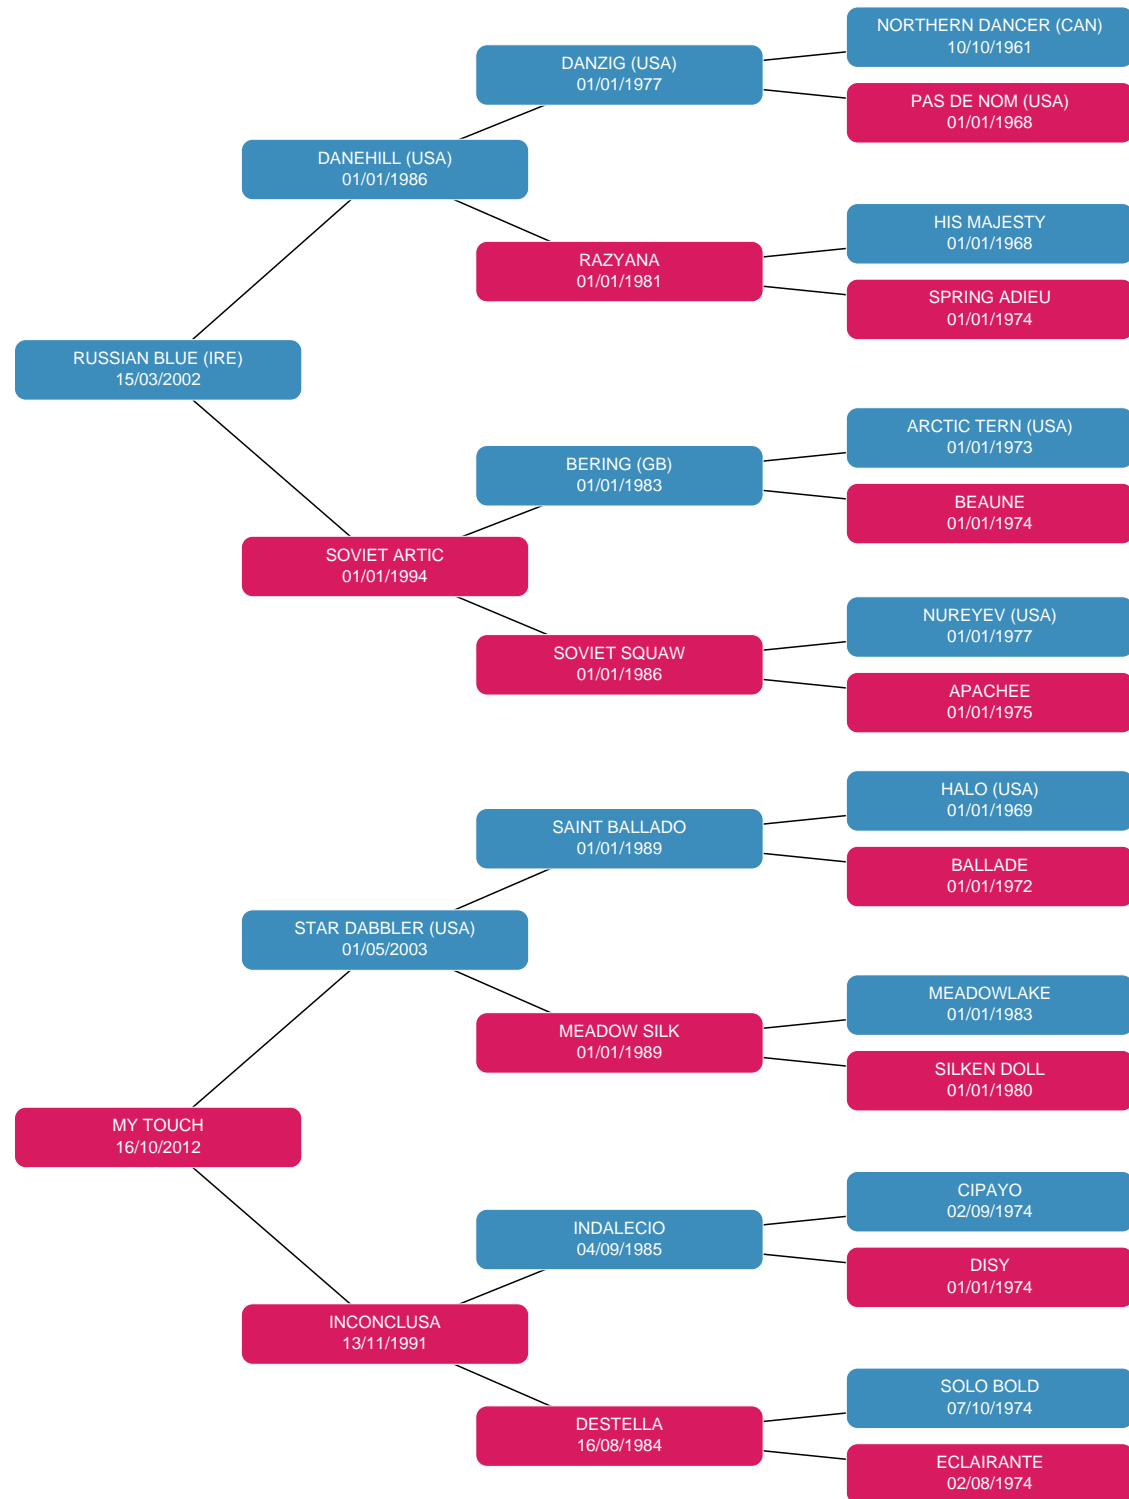 NORTHERN DANCER (CAN)
10/10/1961
DANZIG (USA)
01/01/1977
PAS DE NOM (USA)
01/01/1968
DANEHILL (USA)
01/01/1986
HIS MAJESTY
01/01/1968
RAZYANA
01/01/1981
SPRING ADIEU
01/01/1974
RUSSIAN BLUE (IRE)
15/03/2002
ARCTIC TERN (USA)
01/01/1973
BERING (GB)
01/01/1983
BEAUNE
01/01/1974
SOVIET ARTIC
01/01/1994
NUREYEV (USA)
01/01/1977
SOVIET SQUAW
01/01/1986
APACHEE
01/01/1975
HALO (USA)
01/01/1969
SAINT BALLADO
01/01/1989
BALLADE
01/01/1972
STAR DABBLER (USA)
01/05/2003
MEADOWLAKE
01/01/1983
MEADOW SILK
01/01/1989
SILKEN DOLL
01/01/1980
MY TOUCH
16/10/2012
CIPAYO
02/09/1974
INDALECIO
04/09/1985
DISY
01/01/1974
INCONCLUSA
13/11/1991
SOLO BOLD
07/10/1974
DESTELLA
16/08/1984
ECLAIRANTE
02/08/1974